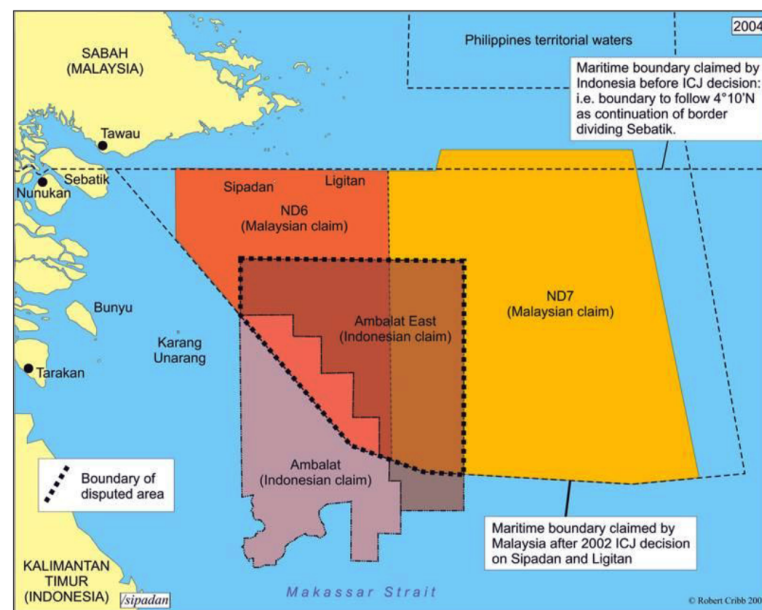 2004
Philippines territorial waters
SABAH
(MALAYSIA)
Maritime boundary claimed by
Indonesia before ICJ decision:
i.e. boundary to follow 4°10'N
as continuation of border
dividing Sebatik.
Tawau
Sebatik
Nunukan
Sipadan
Ligitan
ND6
(Malaysian claim)
ND7
(Malaysian claim)
Bunyu
Ambalat East
(Indonesian claim)
Karang
Unarang
Tarakan
Ambalat
(Indonesian claim)
Boundary of
disputed area
Maritime boundary claimed by
Malaysia after 2002 ICJ decision
on Sipadan and Ligitan
KALIMANTAN
TIMUR
(INDONESIA)
/sipadan
Makassar Strait
© Robert Cribb